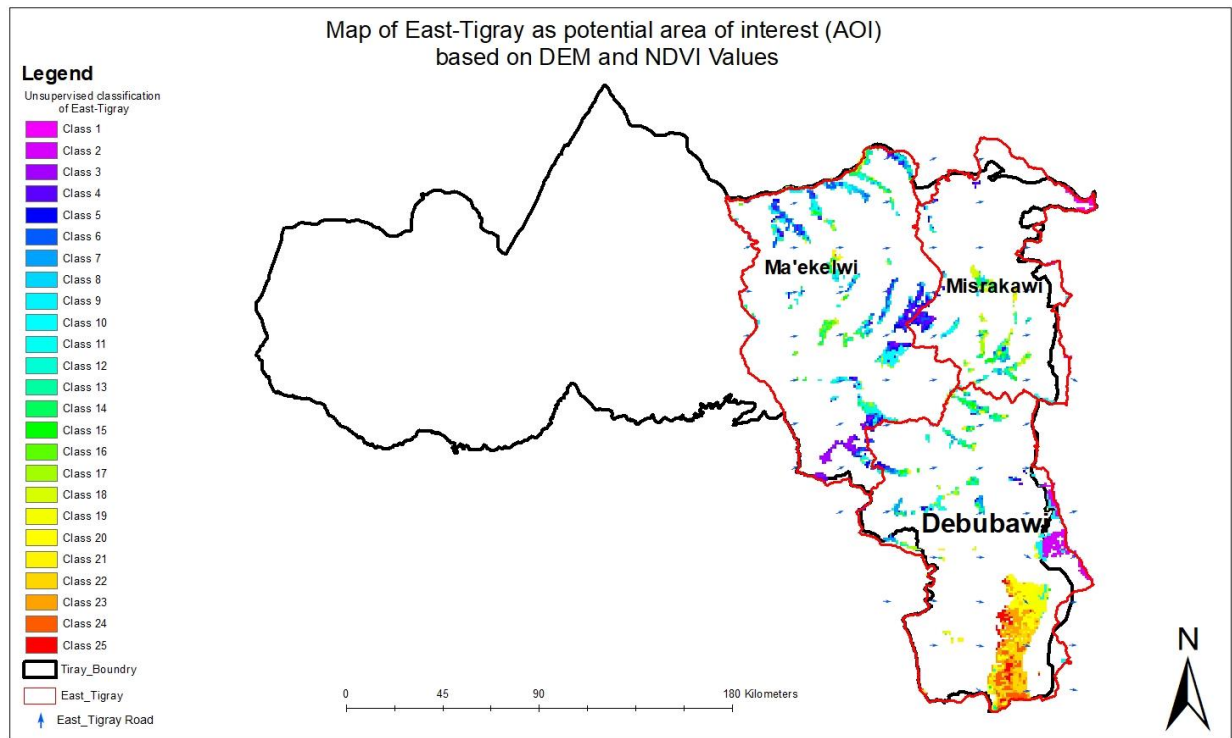 Map of East-Tigray as potential area of interest (AOI)
based on DEM and NDVI Values
Legend
Unsupervised classification
of East-Tigray
Class 1
Class 2
Class 3
Class 4
Class 5
Class 6
Class 7
Class 8
Class 9
Class 10
Class 11
Class 12
Class 13
Class 14
Class 15
Class 16
Class 17
Class 18
Class 19
Class 20
Class 21
Class 22
Class 23
Class 24
Class 25
Tiray_Boundry
East_Tigray
East_Tigray Road
Ma'ekelwi
Misrakawi
Debubawi
0 45 90 180 Kilometers
N